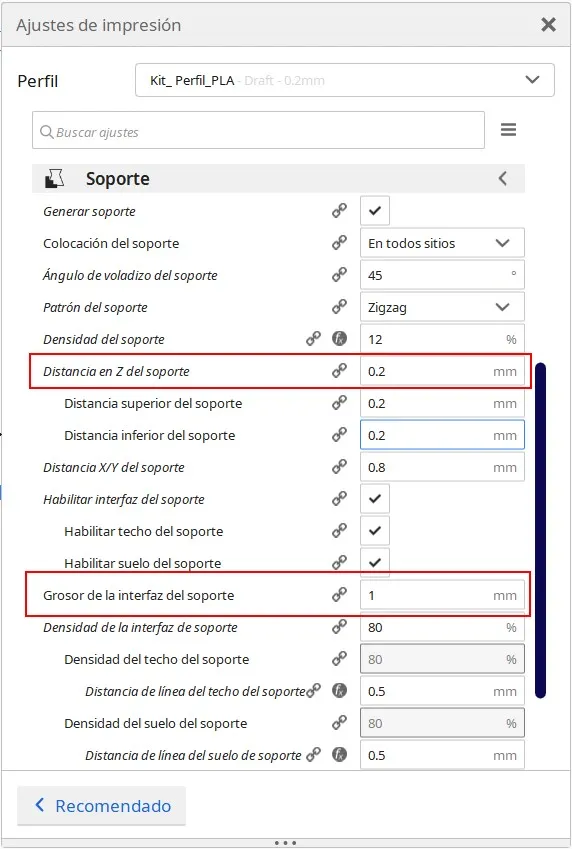 Ajustes de impresión
Perfil
Kit_ Perfil_PLA - Draft - 0.2mm
Buscar ajustes
Soporte
Generar soporte
Colocación del soporte En todos sitios
Ángulo de voladizo del soporte 45 °
Patrón del soporte Zigzag
Densidad del soporte 12 %
Distancia en Z del soporte 0.2 mm
Distancia superior del soporte 0.2 mm
Distancia inferior del soporte 0.2 mm
Distancia X/Y del soporte 0.8 mm
Habilitar interfaz del soporte
Habilitar techo del soporte
Habilitar suelo del soporte
Grosor de la interfaz del soporte 1 mm
Densidad de la interfaz de soporte 80 %
Densidad del techo del soporte 80 %
Distancia de línea del techo del soporte 0.5 mm
Densidad del suelo del soporte 80 %
Distancia de línea del suelo de soporte 0.5 mm
Recomendado